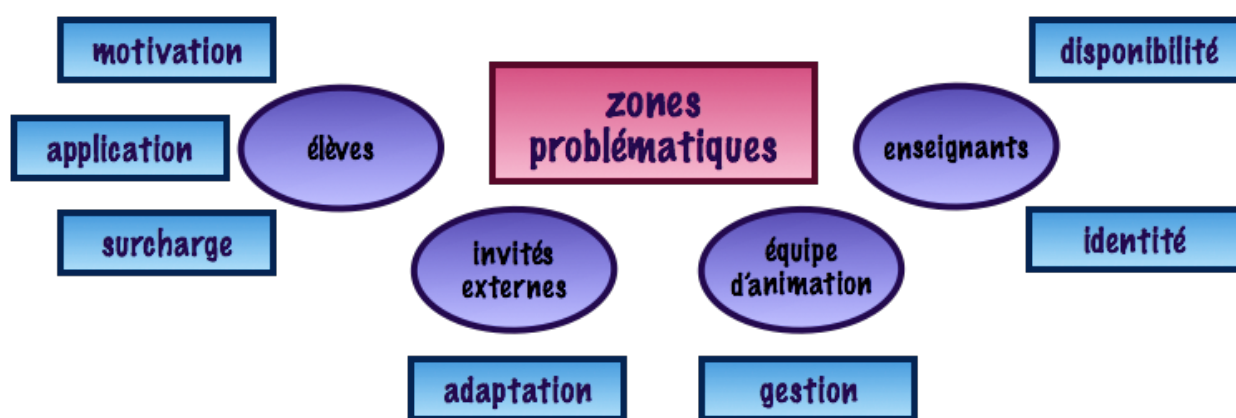 motivation
disponibilité
zones
problématiques
application
élèves
enseignants
surcharge
identité
invités
externes
équipe
d'animation
adaptation
gestion